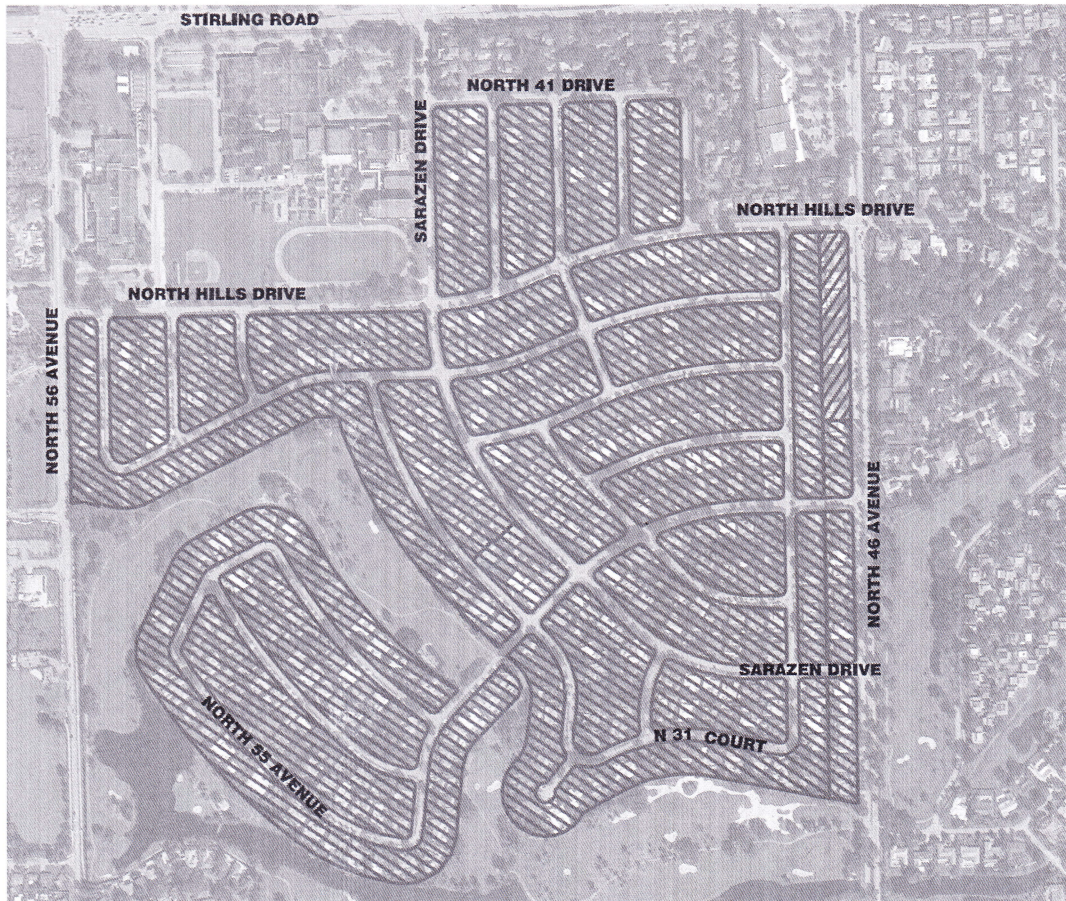 STIRLING ROAD
NORTH 41 DRIVE
SARAZEN DRIVE
NORTH HILLS DRIVE
NORTH HILLS DRIVE
NORTH 56 AVENUE
NORTH 46 AVENUE
SARAZEN DRIVE
NORTH 55 AVENUE
N 31 COURT